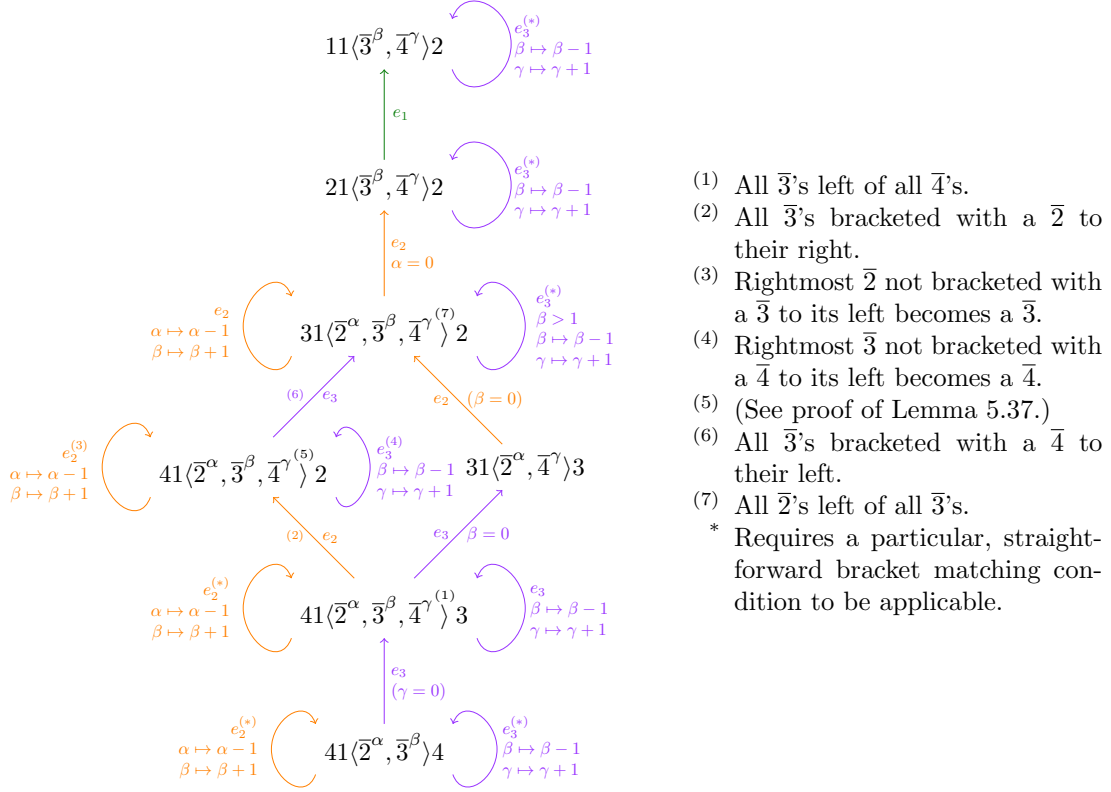 11⟨3̅^β, 4̅^γ⟩2
e_3^(*)
β ↦ β − 1
γ ↦ γ + 1
e_1
21⟨3̅^β, 4̅^γ⟩2
e_3^(*)
β ↦ β − 1
γ ↦ γ + 1
e_2
α = 0
e_2
α ↦ α − 1
β ↦ β + 1
31⟨2̅^α, 3̅^β, 4̅^γ⟩^(7) 2
e_3^(*)
β > 1
β ↦ β − 1
γ ↦ γ + 1
(6) e_3
e_2 (β = 0)
e_2^(3)
α ↦ α − 1
β ↦ β + 1
41⟨2̅^α, 3̅^β, 4̅^γ⟩^(5) 2
e_3^(4)
β ↦ β − 1
γ ↦ γ + 1
31⟨2̅^α, 4̅^γ⟩3
(2) e_2
e_3 β = 0
e_2^(*)
α ↦ α − 1
β ↦ β + 1
41⟨2̅^α, 3̅^β, 4̅^γ⟩^(1) 3
e_3
β ↦ β − 1
γ ↦ γ + 1
e_3
(γ = 0)
e_2^(*)
α ↦ α − 1
β ↦ β + 1
41⟨2̅^α, 3̅^β⟩4
e_3^(*)
β ↦ β − 1
γ ↦ γ + 1
(1) All 3̅'s left of all 4̅'s.
(2) All 3̅'s bracketed with a 2̅ to
their right.
(3) Rightmost 2̅ not bracketed with
a 3̅ to its left becomes a 3̅.
(4) Rightmost 3̅ not bracketed with
a 4̅ to its left becomes a 4̅.
(5) (See proof of Lemma 5.37.)
(6) All 3̅'s bracketed with a 4̅ to
their left.
(7) All 2̅'s left of all 3̅'s.
* Requires a particular, straight-
forward bracket matching con-
dition to be applicable.